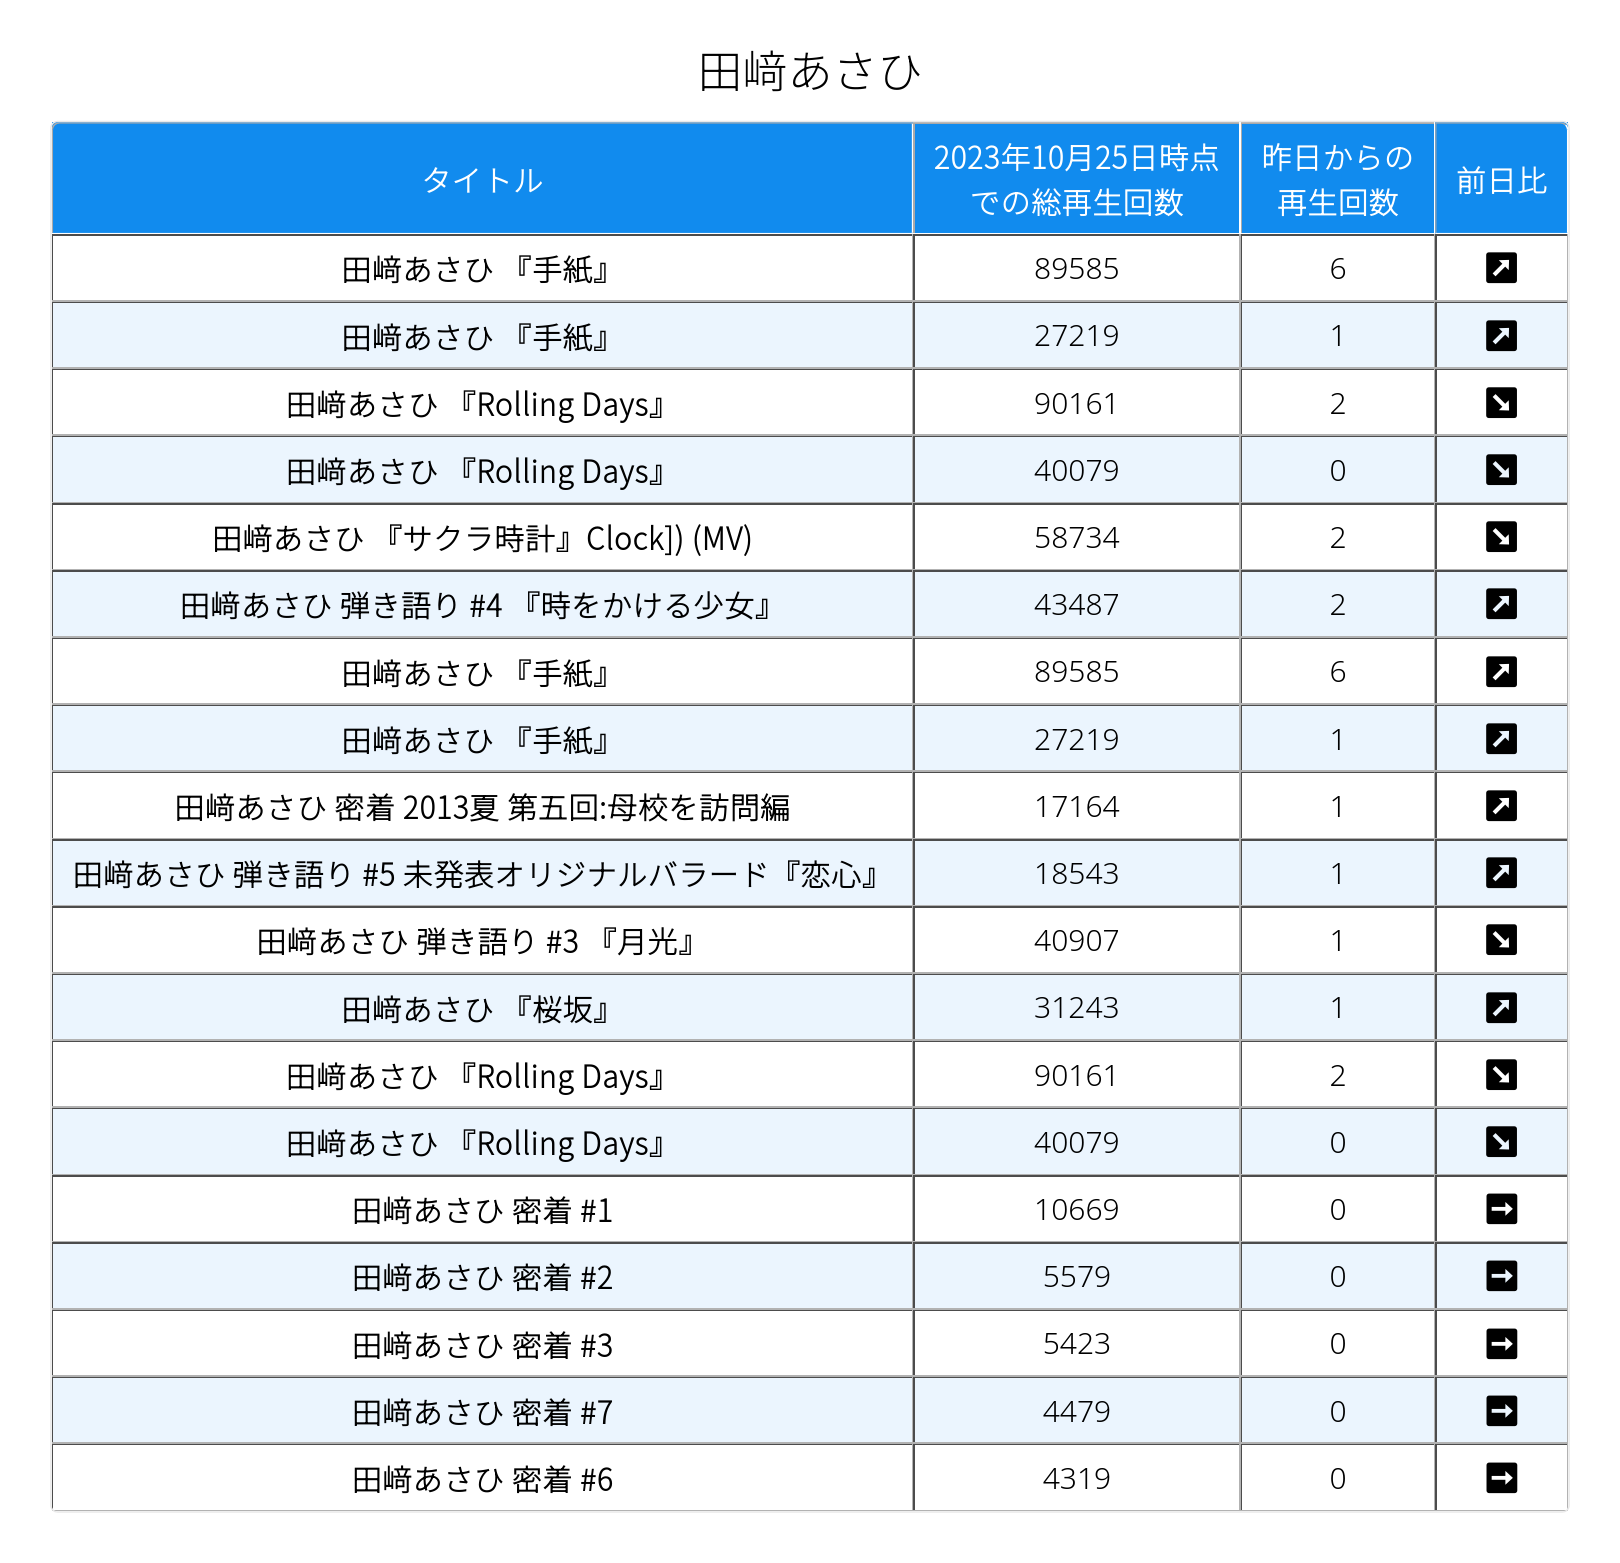 田﨑あさひ
タイトル
2023年10月25日時点
での総再生回数
昨日からの
再生回数
前日比
田﨑あさひ 『手紙』 89585 6 ↗
田﨑あさひ 『手紙』 27219 1 ↗
田﨑あさひ 『Rolling Days』 90161 2 ↘
田﨑あさひ 『Rolling Days』 40079 0 ↘
田﨑あさひ 『サクラ時計』Clock]) (MV) 58734 2 ↘
田﨑あさひ 弾き語り #4 『時をかける少女』 43487 2 ↗
田﨑あさひ 『手紙』 89585 6 ↗
田﨑あさひ 『手紙』 27219 1 ↗
田﨑あさひ 密着 2013夏 第五回:母校を訪問編 17164 1 ↗
田﨑あさひ 弾き語り #5 未発表オリジナルバラード『恋心』 18543 1 ↗
田﨑あさひ 弾き語り #3 『月光』 40907 1 ↘
田﨑あさひ 『桜坂』 31243 1 ↗
田﨑あさひ 『Rolling Days』 90161 2 ↘
田﨑あさひ 『Rolling Days』 40079 0 ↘
田﨑あさひ 密着 #1 10669 0 →
田﨑あさひ 密着 #2 5579 0 →
田﨑あさひ 密着 #3 5423 0 →
田﨑あさひ 密着 #7 4479 0 →
田﨑あさひ 密着 #6 4319 0 →